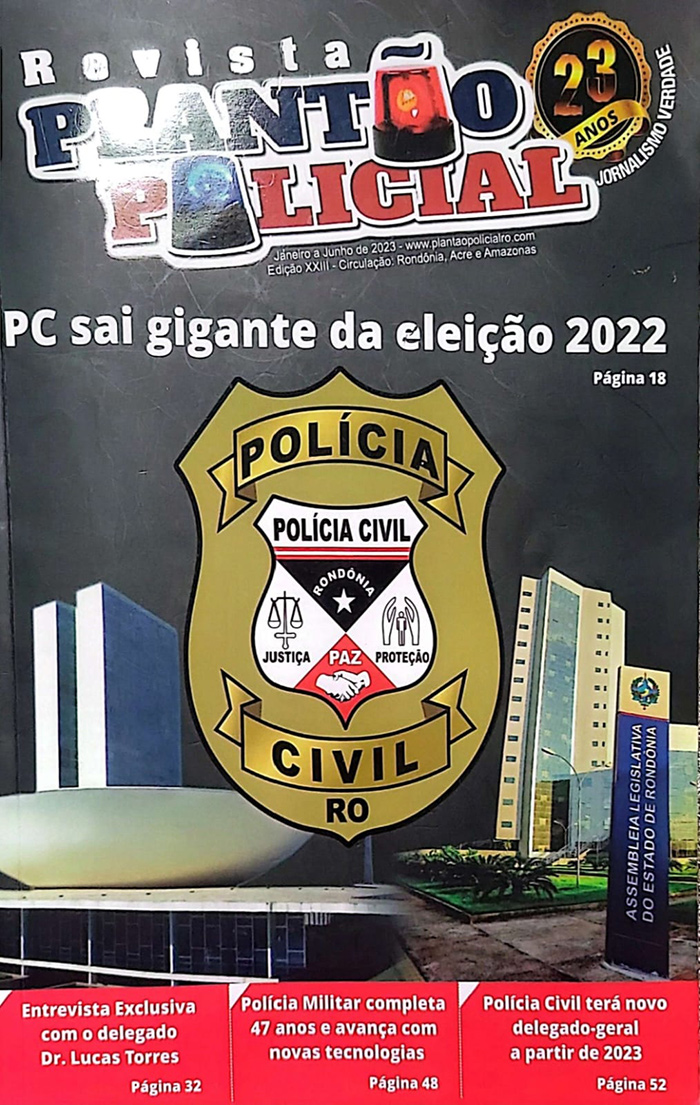 Revista
PLANTÃO
POLICIAL
23
ANOS
JORNALISMO VERDADE
Janeiro a Junho de 2023 - www.plantaopolicialro.com
Edição XXIII - Circulação: Rondônia, Acre e Amazonas
PC sai gigante da eleição 2022
Página 18
POLÍCIA
POLÍCIA CIVIL
RONDÔNIA
JUSTIÇA
PAZ
PROTEÇÃO
CIVIL
RO
ASSEMBLEIA LEGISLATIVA
DO ESTADO DE RONDÔNIA
Entrevista Exclusiva
com o delegado
Dr. Lucas Torres
Página 32
Polícia Militar completa
47 anos e avança com
novas tecnologias
Página 48
Polícia Civil terá novo
delegado-geral
a partir de 2023
Página 52